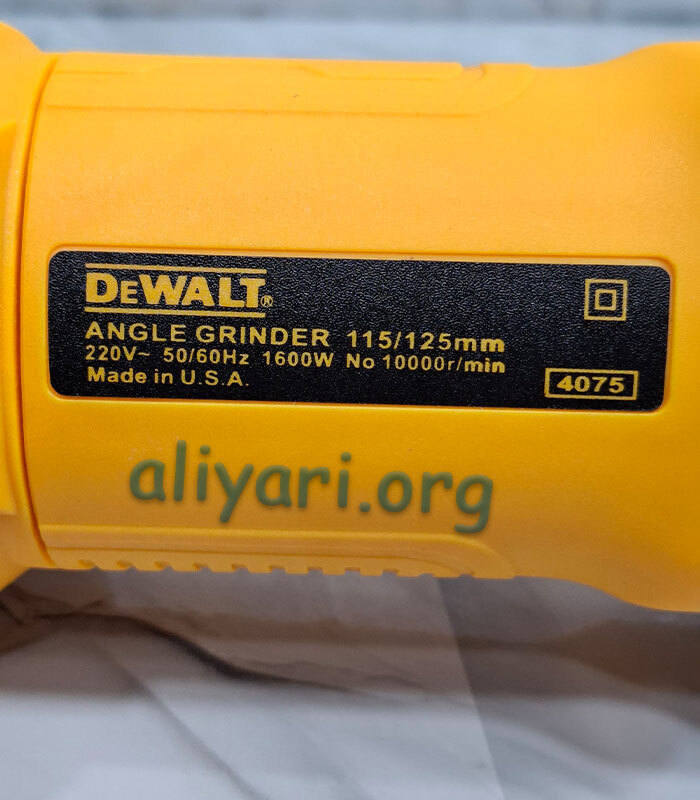 DEWALT®
ANGLE GRINDER 115/125mm
220V~ 50/60Hz 1600W No 10000r/min
Made in U.S.A.
4075
aliyari.org